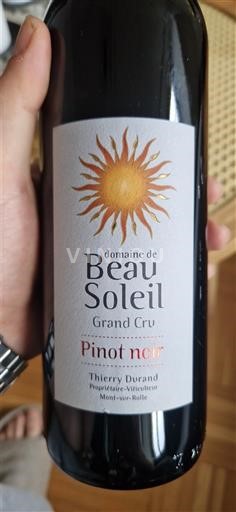 domaine de
Beau
Soleil
Grand Cru
Pinot noir
Thierry Durand
Propriétaire-Viticulteur
Mont-sur-Rolle